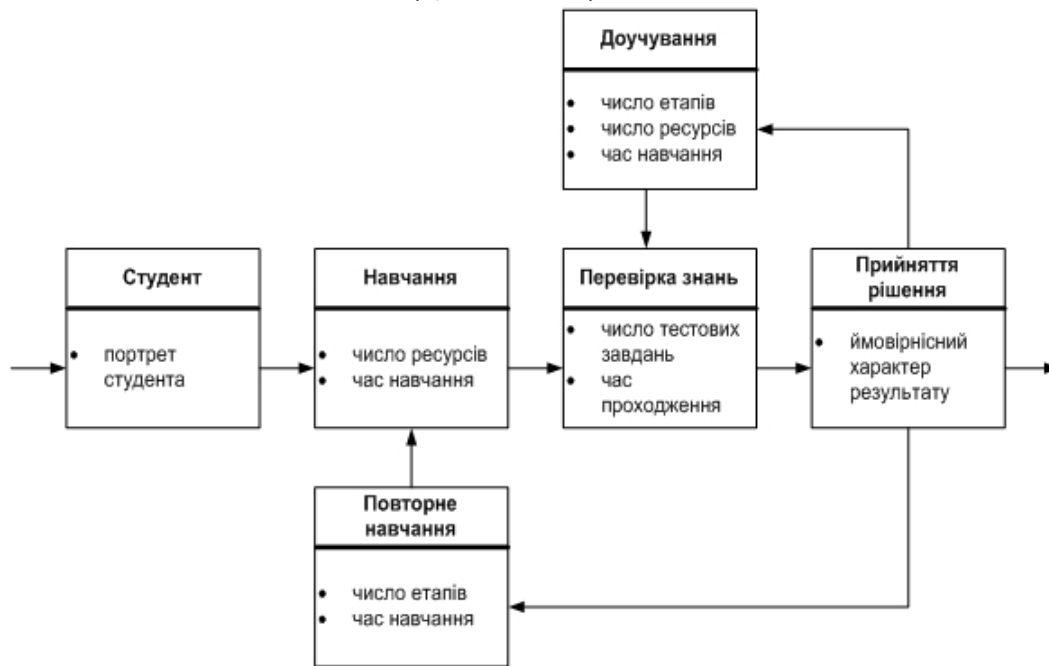 Доучування
• число етапів
• число ресурсів
• час навчання
Студент
• портрет
студента
Навчання
• число ресурсів
• час навчання
Перевірка знань
• число тестових
завдань
• час
проходження
Прийняття
рішення
• ймовірнісний
характер
результату
Повторне
навчання
• число етапів
• час навчання